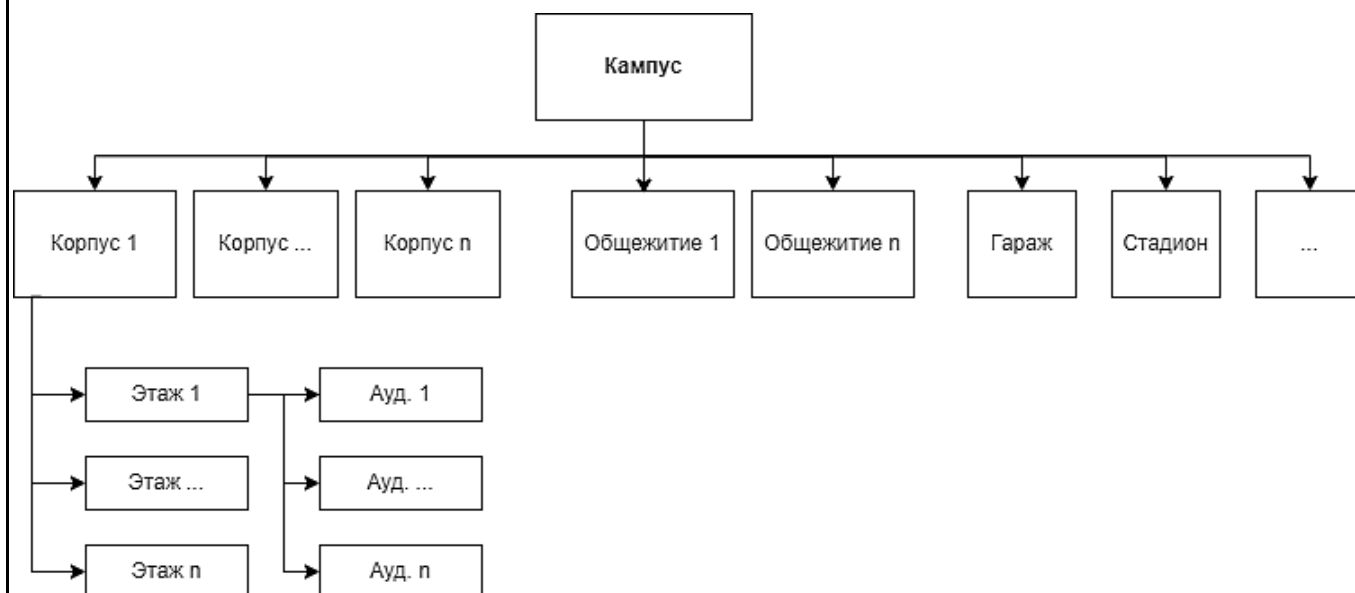 Кампус
Корпус 1
Корпус ...
Корпус n
Общежитие 1
Общежитие n
Гараж
Стадион
...
Этаж 1
Ауд. 1
Этаж ...
Ауд. ...
Этаж n
Ауд. n